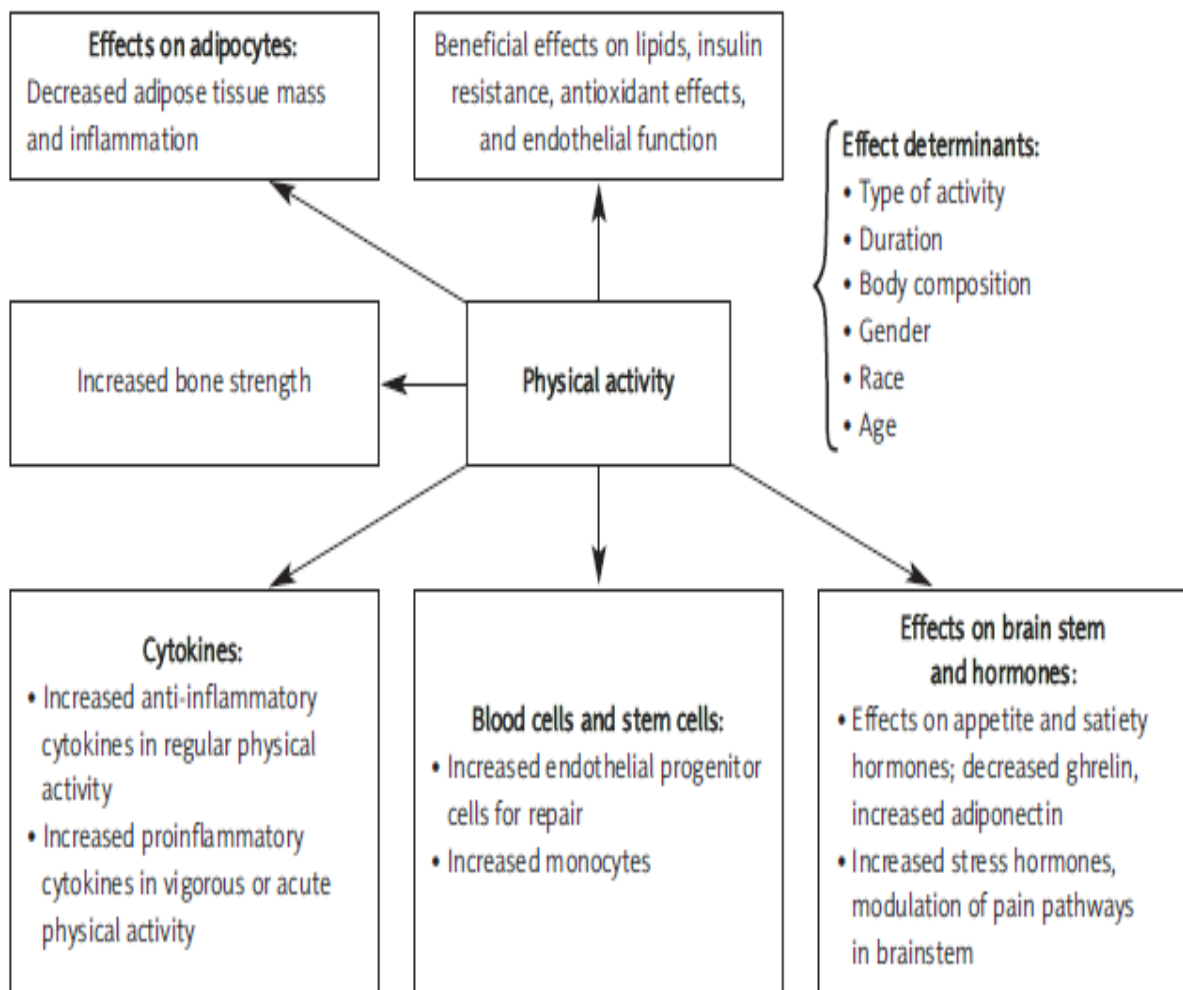 Effects on adipocytes:
Decreased adipose tissue mass
and inflammation
Beneficial effects on lipids, insulin
resistance, antioxidant effects,
and endothelial function
Effect determinants:
• Type of activity
• Duration
• Body composition
• Gender
• Race
• Age
Increased bone strength
Physical activity
Cytokines:
• Increased anti-inflammatory
cytokines in regular physical
activity
• Increased proinflammatory
cytokines in vigorous or acute
physical activity
Blood cells and stem cells:
• Increased endothelial progenitor
cells for repair
• Increased monocytes
Effects on brain stem
and hormones:
• Effects on appetite and satiety
hormones; decreased ghrelin,
increased adiponectin
• Increased stress hormones,
modulation of pain pathways
in brainstem